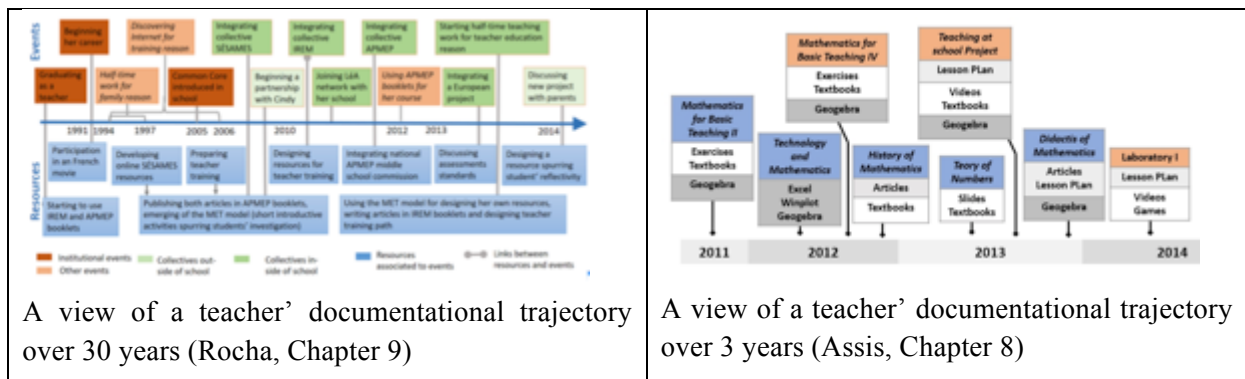 Events
Beginning
her career
Discovering
Internet for
training reason
Integrating
collective
SÉSAMES
Integrating
collective
IREM
Integrating
collective
APMEP
Starting half-time teaching
work for teacher education
reason
Graduating as
a teacher
Half-time
work for
family reason
Common Core
introduced in
school
Beginning a
partnership
with Cindy
Joining LéA
network with
her school
Using APMEP
booklets for
her course
Integrating
a European
project
Discussing
new project
with parents
1991 1994 1997 2005 2006 2010 2012 2013 2014
Resources
Participation
in an French
movie
Developing
online SÉSAMES
resources
Preparing
teacher
training
Designing
resources for
teacher training
Integrating national
APMEP middle
school commission
Discussing
assessments
standards
Designing a
resource spurring
student' reflectivity
Starting to use
IREM and APMEP
booklets
Publishing both articles in APMEP booklets,
emerging of the MET model (short introductive
activities spurring students' investigation)
Using the MET model for designing her own resources,
writing articles in IREM booklets and designing teacher
training path
Institutional events
Other events
Collectives out-
side of school
Collectives in-
side of school
Resources
associated to events
Links between
resources and events
A view of a teacher' documentational trajectory
over 30 years (Rocha, Chapter 9)
Mathematics
for Basic
Teaching II
Exercises
Textbooks
Geogebra
Technology
and
Mathematics
Excel
Winplot
Geogebra
Mathematics for
Basic Teaching IV
Exercises
Textbooks
Geogebra
History of
Mathematics
Articles
Textbooks
Teaching at
school Project
Lesson PLan
Videos
Textbooks
Geogebra
Teory of
Numbers
Slides
Textbooks
Didactis of
Mathematics
Articles
Lesson PLan
Geogebra
Laboratory I
Lesson PLan
Videos
Games
2011 2012 2013 2014
A view of a teacher' documentational trajectory
over 3 years (Assis, Chapter 8)